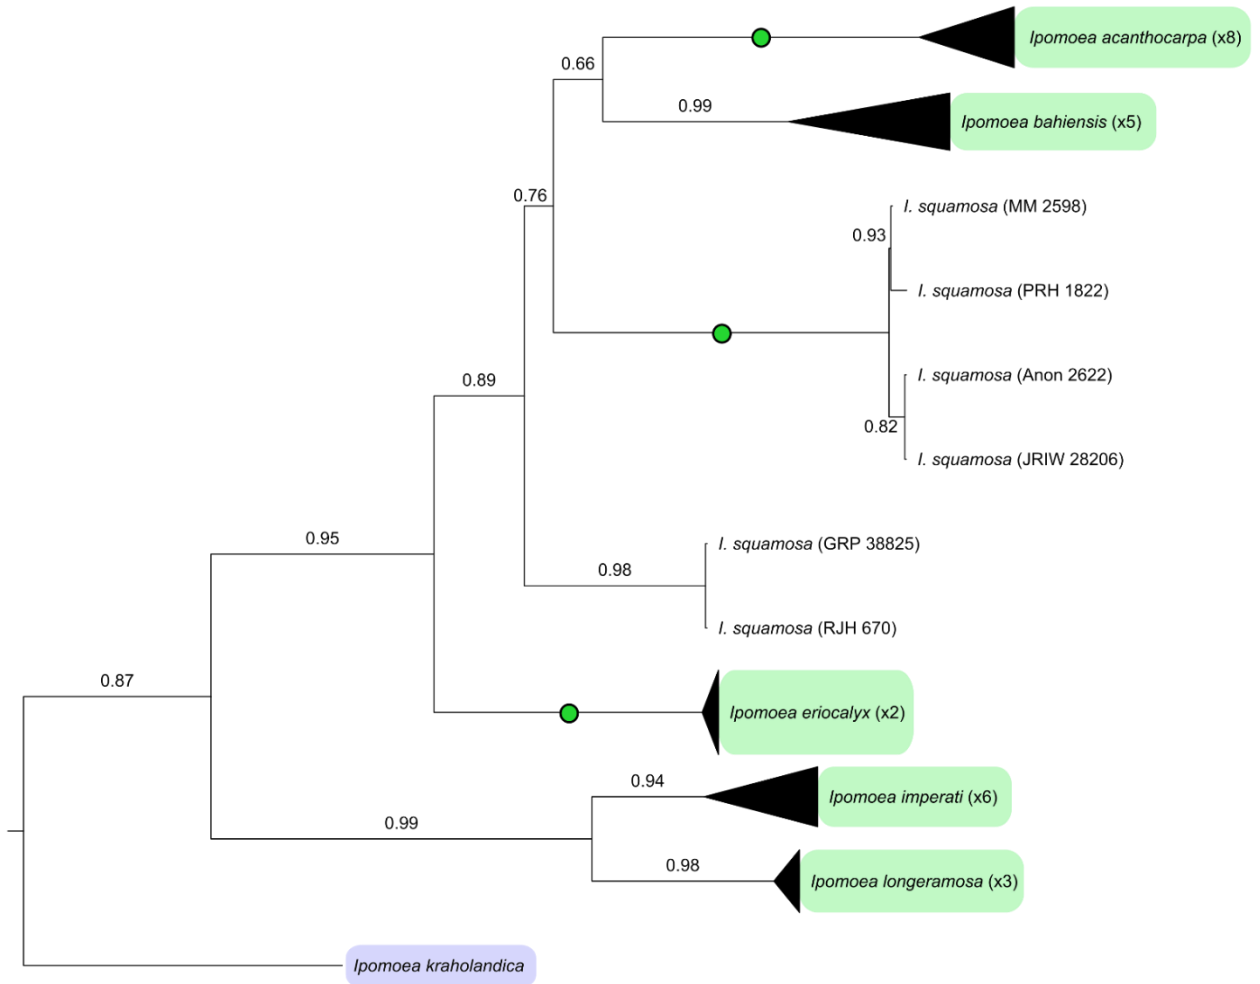 Ipomoea acanthocarpa (x8)
0.66
0.99
Ipomoea bahiensis (x5)
0.76
I. squamosa (MM 2598)
0.93
I. squamosa (PRH 1822)
0.89
I. squamosa (Anon 2622)
0.82
I. squamosa (JRIW 28206)
0.95
I. squamosa (GRP 38825)
0.98
I. squamosa (RJH 670)
0.87
Ipomoea eriocalyx (x2)
0.94
Ipomoea imperati (x6)
0.99
0.98
Ipomoea longeramosa (x3)
Ipomoea kraholandica